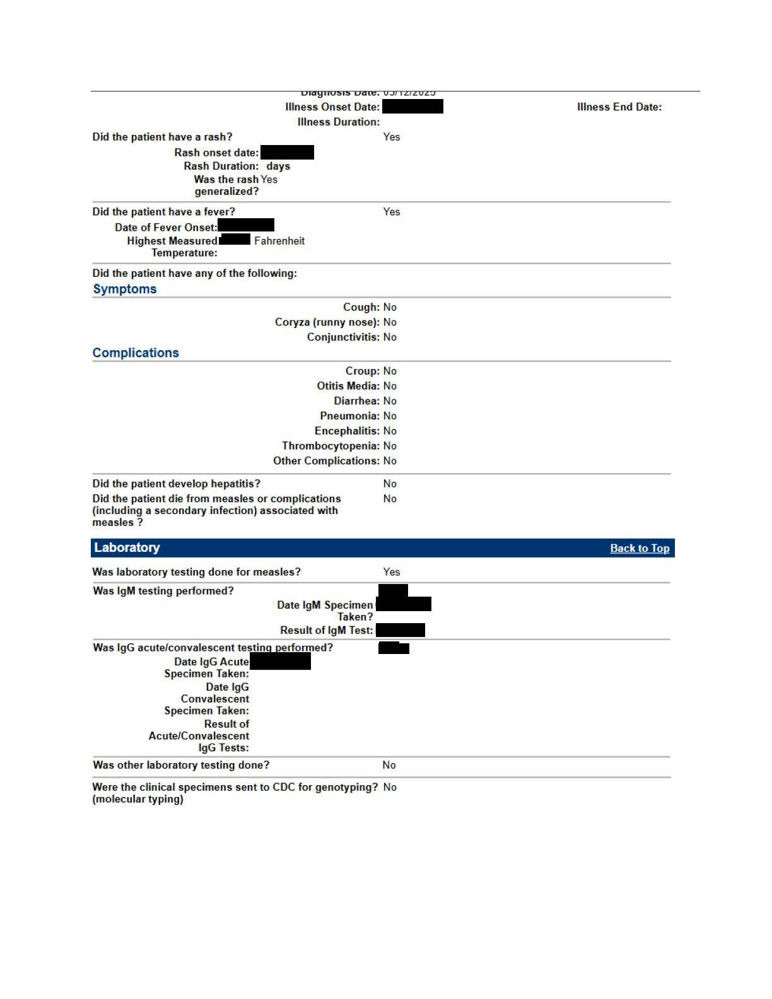 Diagnosis Date: 05/12/2025
Illness Onset Date: Illness End Date:
Illness Duration:
Did the patient have a rash? Yes
Rash onset date:
Rash Duration: days
Was the rash Yes
generalized?
Did the patient have a fever? Yes
Date of Fever Onset:
Highest Measured Fahrenheit
Temperature:
Did the patient have any of the following:
Symptoms
Cough: No
Coryza (runny nose): No
Conjunctivitis: No
Complications
Croup: No
Otitis Media: No
Diarrhea: No
Pneumonia: No
Encephalitis: No
Thrombocytopenia: No
Other Complications: No
Did the patient develop hepatitis? No
Did the patient die from measles or complications No
(including a secondary infection) associated with
measles ?
Laboratory Back to Top
Was laboratory testing done for measles? Yes
Was IgM testing performed?
Date IgM Specimen
Taken?
Result of IgM Test:
Was IgG acute/convalescent testing performed?
Date IgG Acute
Specimen Taken:
Date IgG
Convalescent
Specimen Taken:
Result of
Acute/Convalescent
IgG Tests:
Was other laboratory testing done? No
Were the clinical specimens sent to CDC for genotyping? No
(molecular typing)